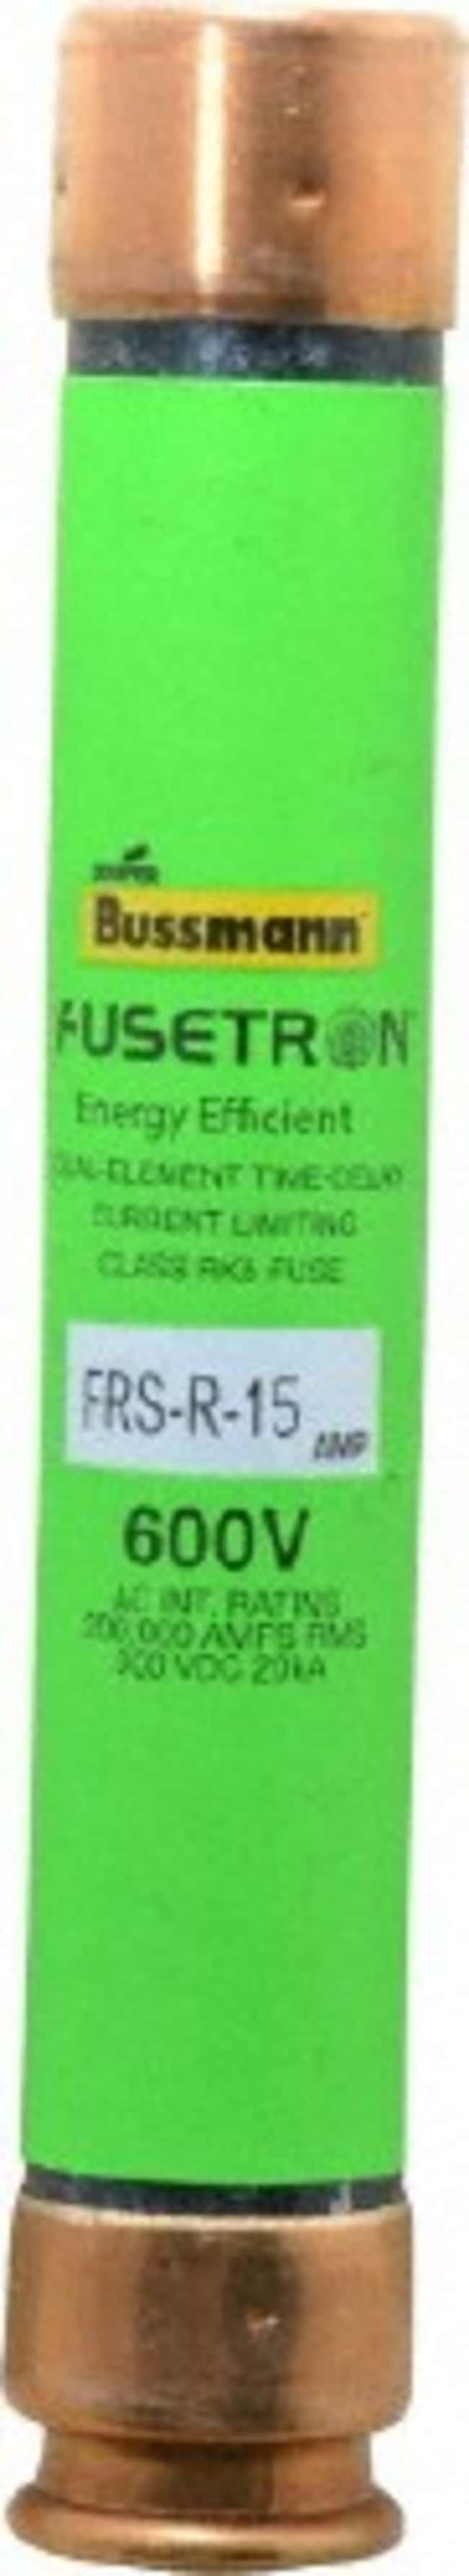 COOPER
Bussmann
FUSETRON
Energy Efficient
DUAL-ELEMENT TIME-DELAY
CURRENT LIMITING
CLASS RK5 FUSE
FRS-R-15 AMP
600V
AC INT. RATING
200,000 AMPS RMS
300 VDC 20kA